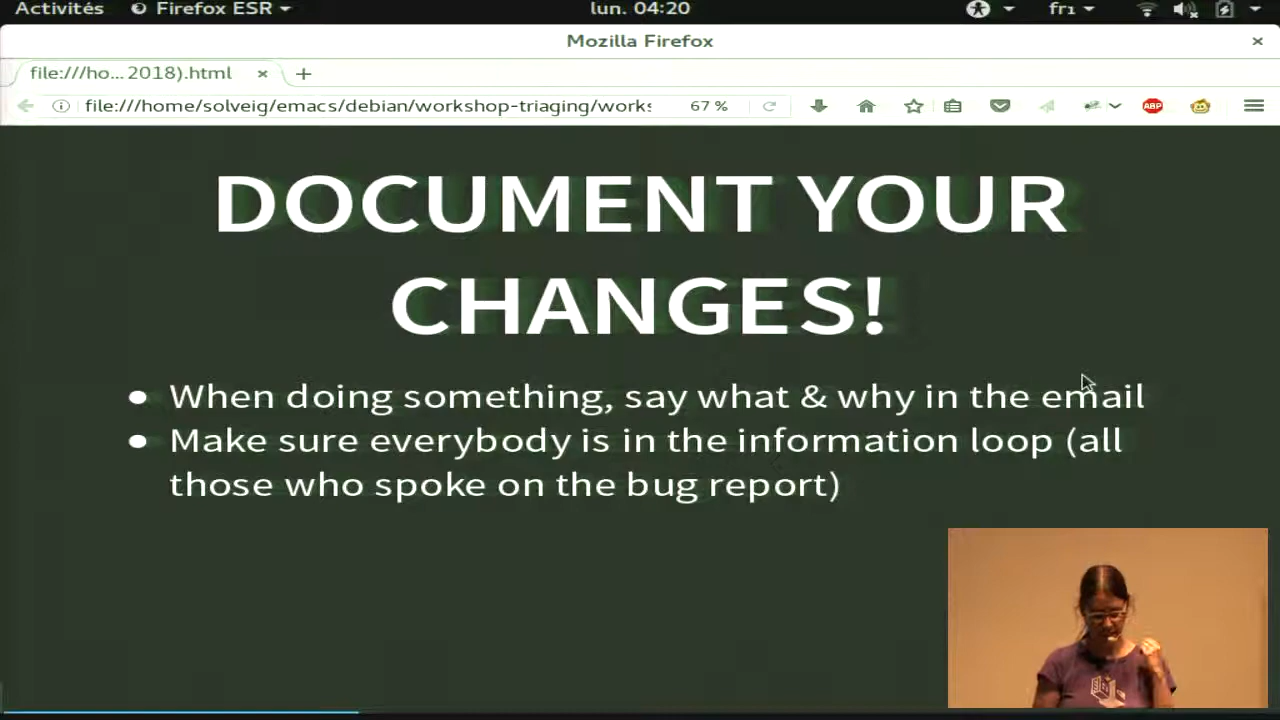 Activités Firefox ESR lun. 04:20 fr₁
Mozilla Firefox
file:///ho... 2018).html
file:///home/solveig/emacs/debian/workshop-triaging/works 67 %
ABP
DOCUMENT YOUR
CHANGES!
When doing something, say what & why in the email
Make sure everybody is in the information loop (all
those who spoke on the bug report)